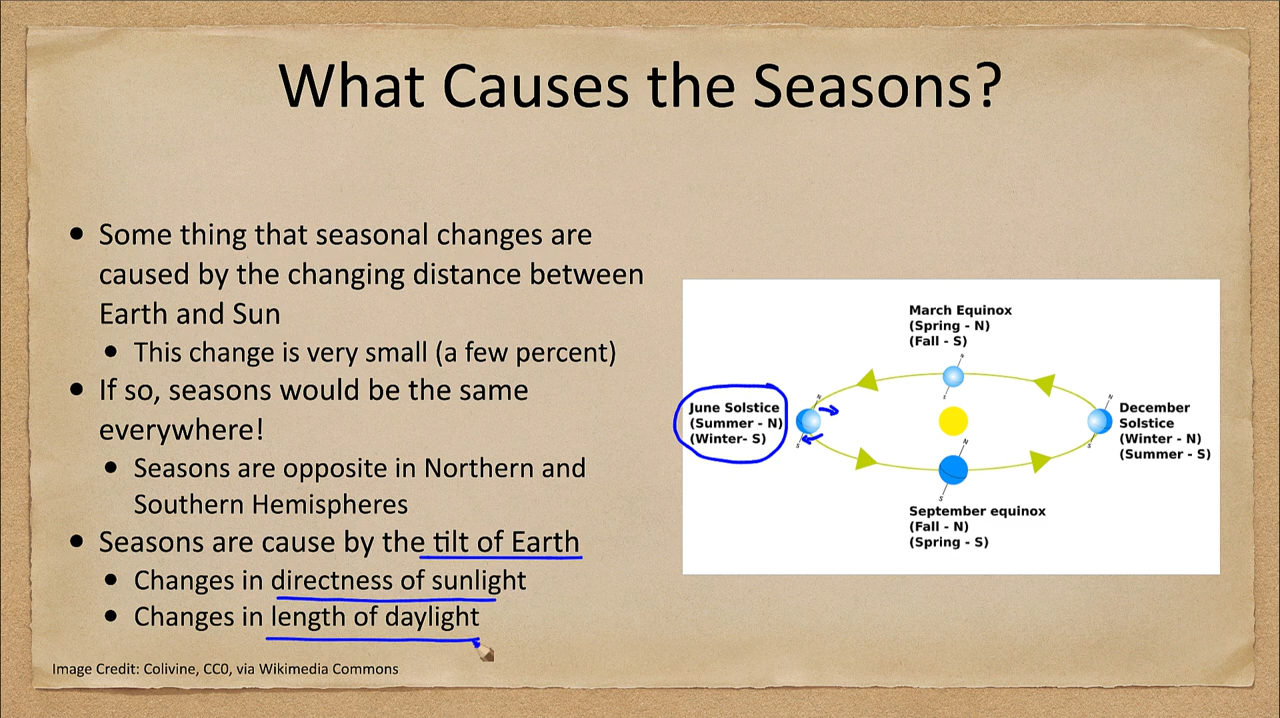 What Causes the Seasons?
• Some thing that seasonal changes are
caused by the changing distance between
Earth and Sun
• This change is very small (a few percent)
• If so, seasons would be the same
everywhere!
• Seasons are opposite in Northern and
Southern Hemispheres
• Seasons are cause by the tilt of Earth
• Changes in directness of sunlight
• Changes in length of daylight
Image Credit: Colivine, CC0, via Wikimedia Commons
March Equinox
(Spring - N)
(Fall - S)
N
S
June Solstice
(Summer - N)
(Winter- S)
N
S
December
Solstice
(Winter - N)
(Summer - S)
N
S
September equinox
(Fall - N)
(Spring - S)
N
S